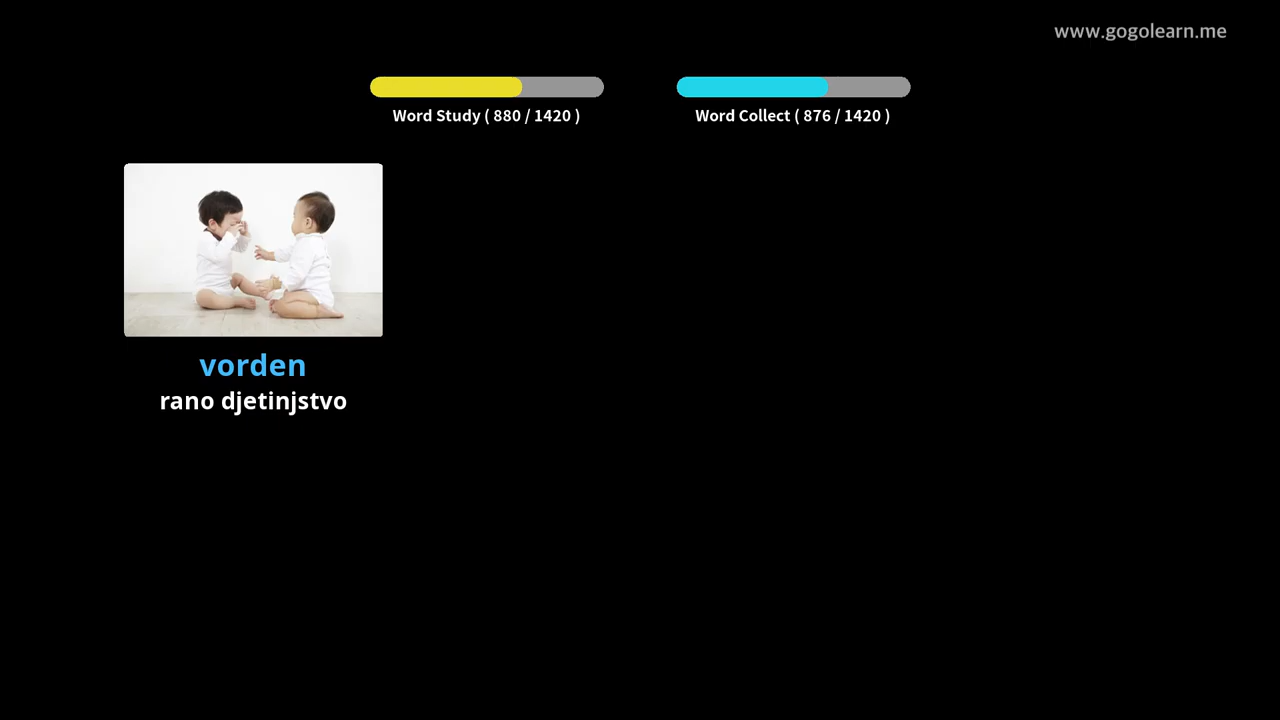 www.gogolearn.me
Word Study ( 880 / 1420 )
Word Collect ( 876 / 1420 )
vorden
rano djetinjstvo